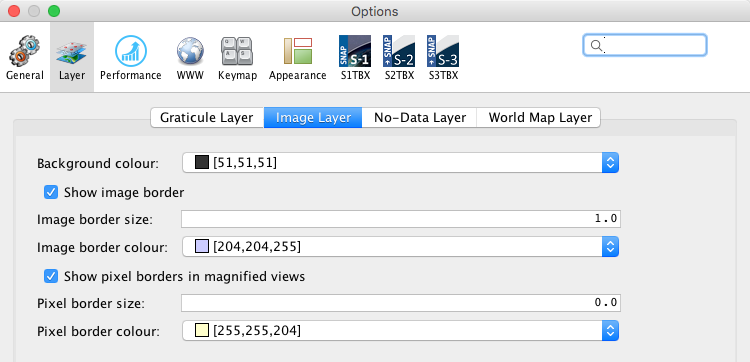 Options
SNAP S-1 +SNAP S-2 +SNAP S-3
General Layer Performance WWW Keymap Appearance S1TBX S2TBX S3TBX
Graticule Layer Image Layer No-Data Layer World Map Layer
Background colour: [51,51,51]
Show image border
Image border size: 1.0
Image border colour: [204,204,255]
Show pixel borders in magnified views
Pixel border size: 0.0
Pixel border colour: [255,255,204]